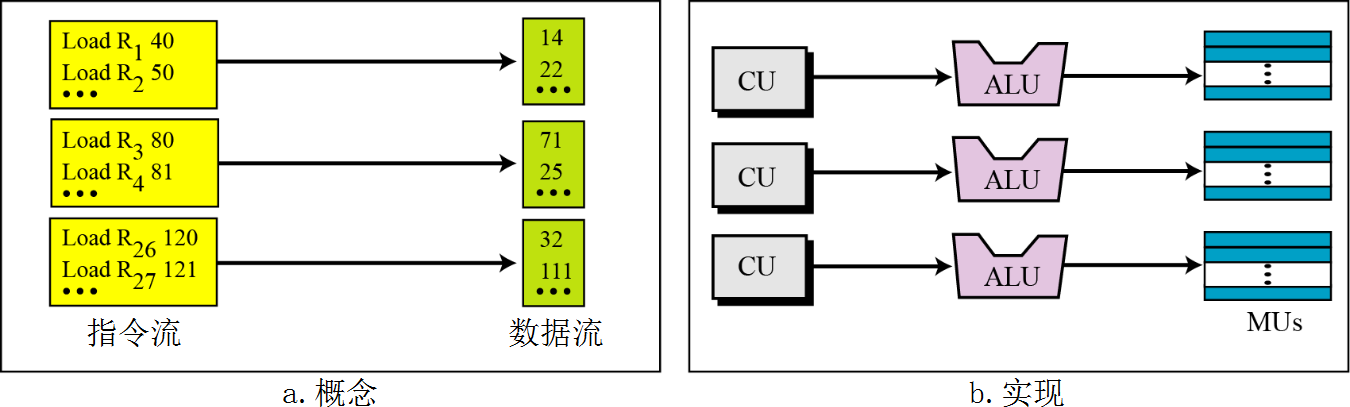 Load R1 40
Load R2 50
•••
14
22
•••
Load R3 80
Load R4 81
•••
71
25
•••
Load R26 120
Load R27 121
•••
32
111
•••
指令流
数据流
a.概念
CU
ALU
CU
ALU
CU
ALU
MUs
b.实现